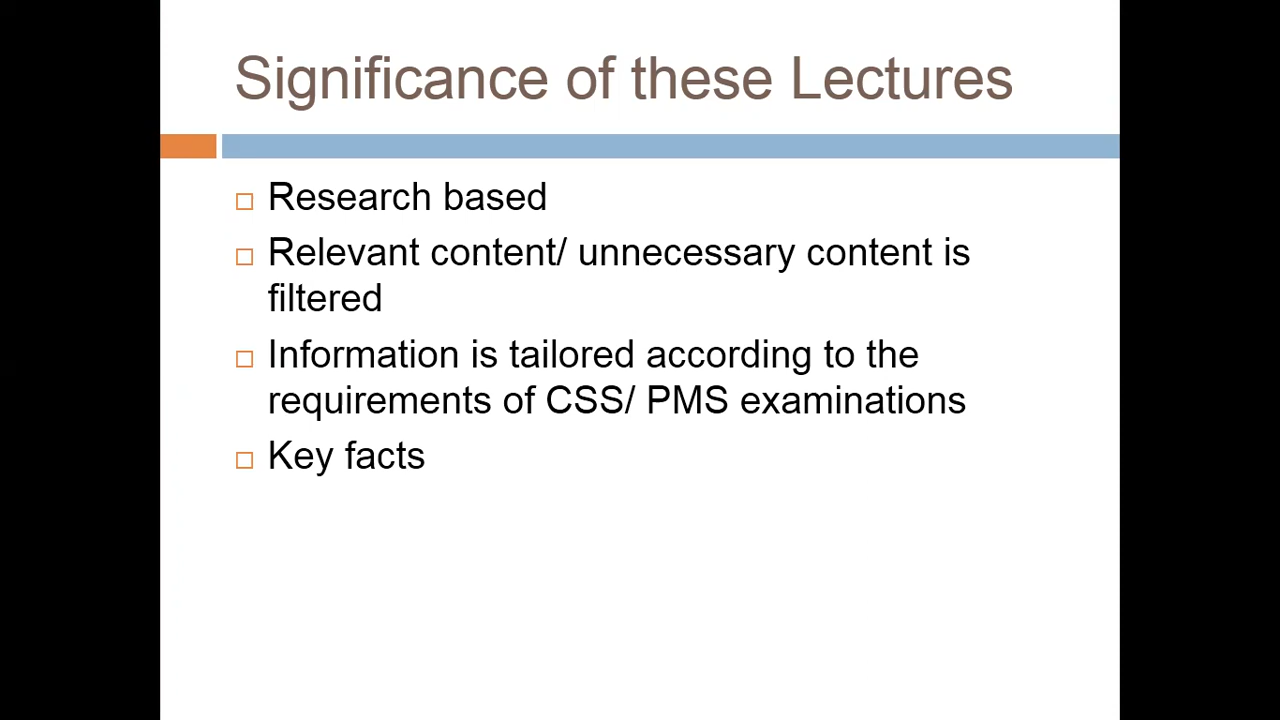 Significance of these Lectures
Research based
Relevant content/ unnecessary content is
filtered
Information is tailored according to the
requirements of CSS/ PMS examinations
Key facts